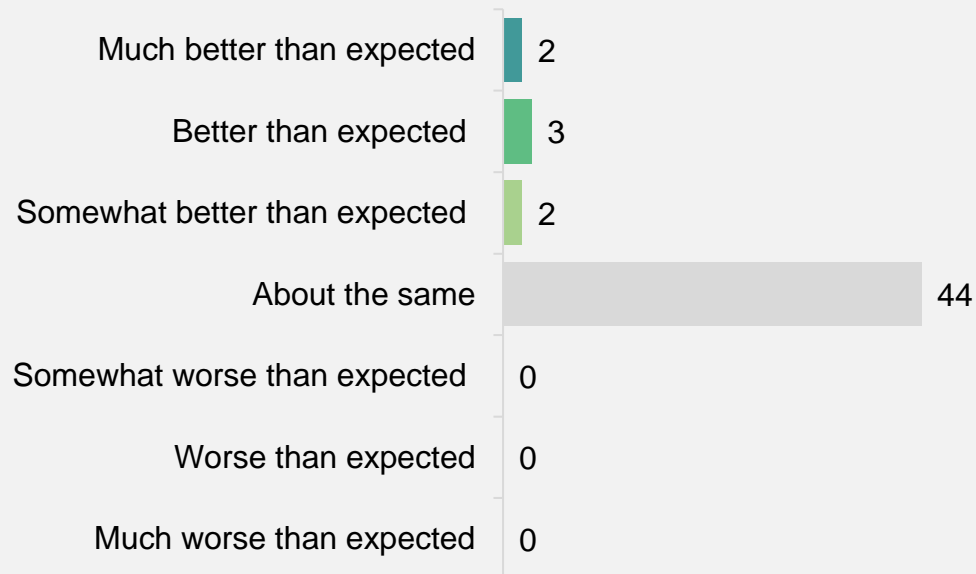 Much better than expected 2
Better than expected 3
Somewhat better than expected 2
About the same 44
Somewhat worse than expected 0
Worse than expected 0
Much worse than expected 0